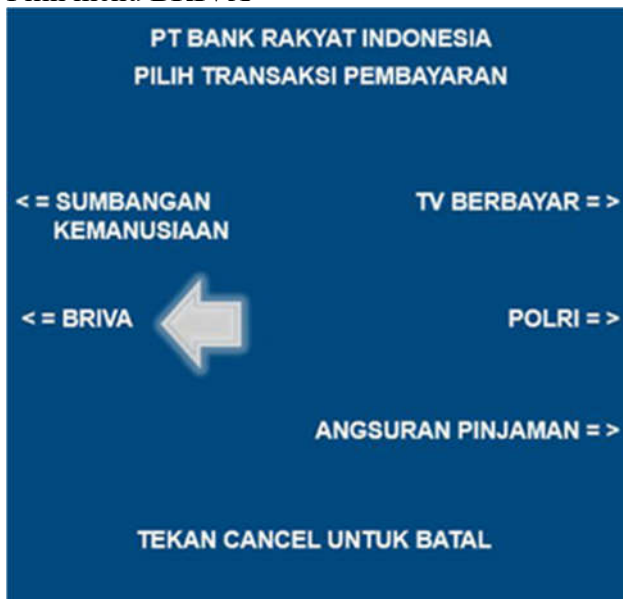 PT BANK RAKYAT INDONESIA
PILIH TRANSAKSI PEMBAYARAN
< = SUMBANGAN
KEMANUSIAAN
TV BERBAYAR = >
< = BRIVA
POLRI = >
ANGSURAN PINJAMAN = >
TEKAN CANCEL UNTUK BATAL